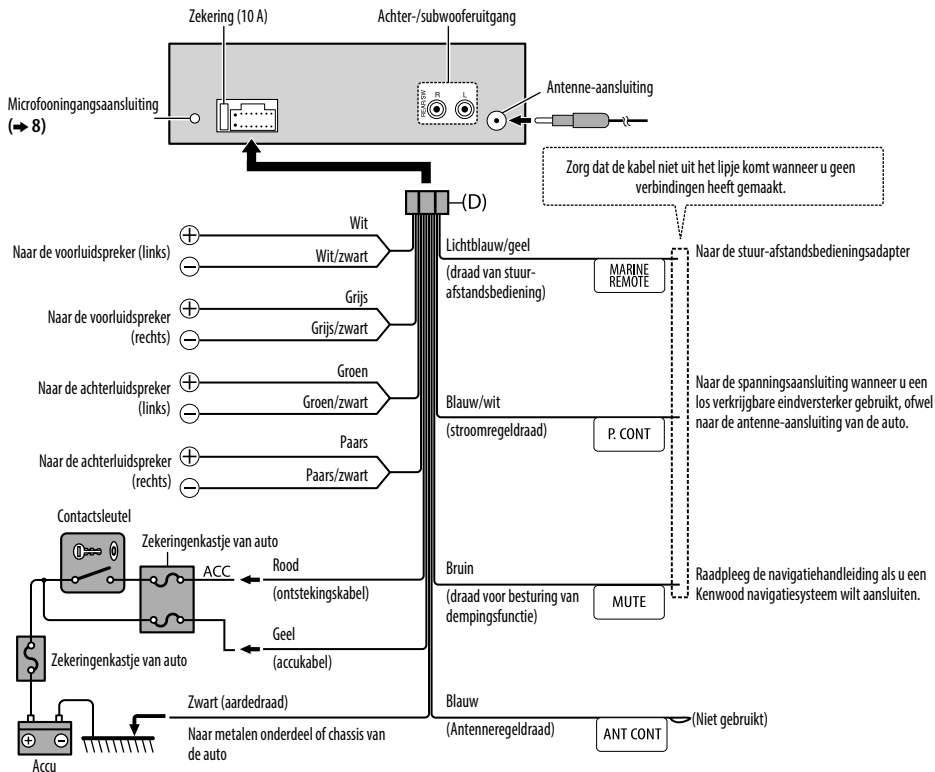 Zekering (10 A)
Achter-/subwooferuitgang
REAR/SW
R
L
Antenne-aansluiting
Microfooningangsaansluiting
(➜ 8)
Zorg dat de kabel niet uit het lipje komt wanneer u geen
verbindingen heeft gemaakt.
(D)
Wit
Naar de voorluidspreker (links)
Wit/zwart
Grijs
Naar de voorluidspreker
(rechts)
Grijs/zwart
Groen
Naar de achterluidspreker
(links)
Groen/zwart
Paars
Naar de achterluidspreker
(rechts)
Paars/zwart
Lichtblauw/geel
(draad van stuur-
afstandsbediening)
MARINE
REMOTE
Naar de stuur-afstandsbedieningsadapter
Blauw/wit
(stroomregeldraad)
P. CONT
Naar de spanningsaansluiting wanneer u een
los verkrijgbare eindversterker gebruikt, ofwel
naar de antenne-aansluiting van de auto.
Contactsleutel
Zekeringenkastje van auto
ACC
Rood
(ontstekingskabel)
Geel
(accukabel)
Zekeringenkastje van auto
Bruin
(draad voor besturing van
dempingsfunctie)
MUTE
Raadpleeg de navigatiehandleiding als u een
Kenwood navigatiesysteem wilt aansluiten.
Zwart (aardedraad)
Naar metalen onderdeel of chassis van
de auto
Accu
Blauw
(Antenneregeldraad)
ANT CONT
(Niet gebruikt)